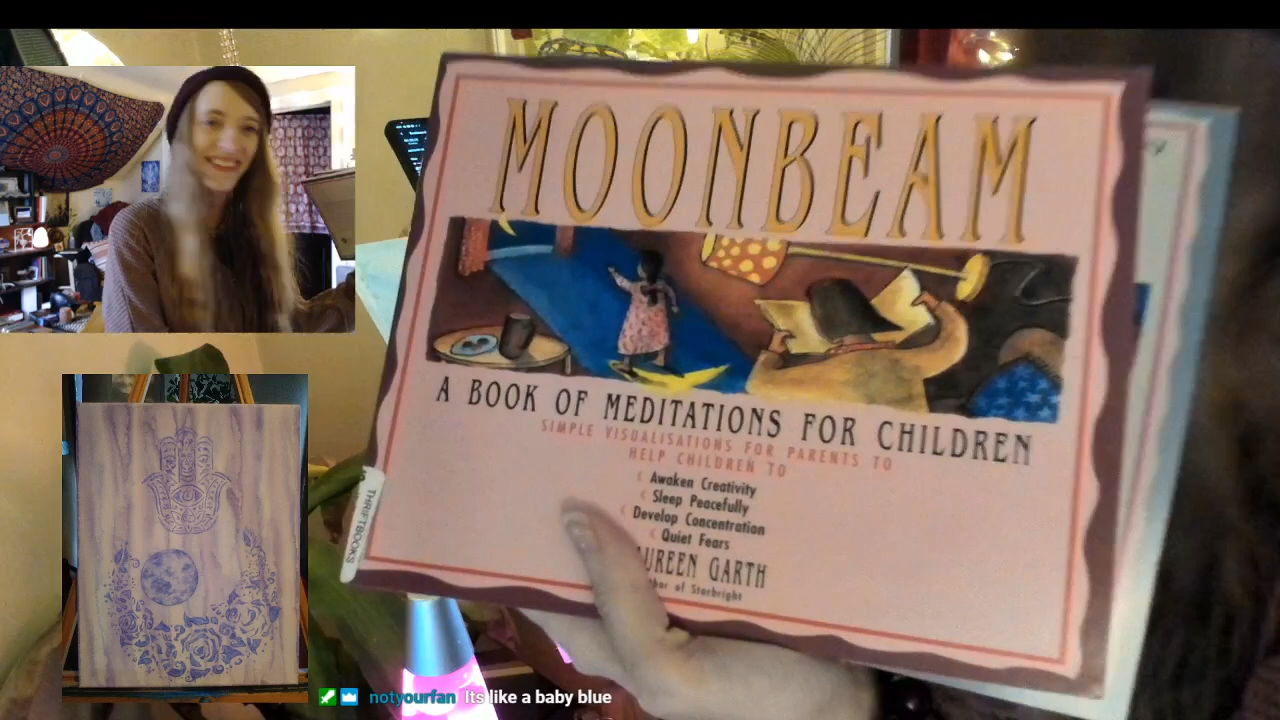 MOONBEAM
A BOOK OF MEDITATIONS FOR CHILDREN
SIMPLE VISUALISATIONS FOR PARENTS TO
HELP CHILDREN TO
Awaken Creativity
Sleep Peacefully
Develop Concentration
Quiet Fears
GARTH
of Starbright
THRIFTBOOKS
notyourfan Its like a baby blue